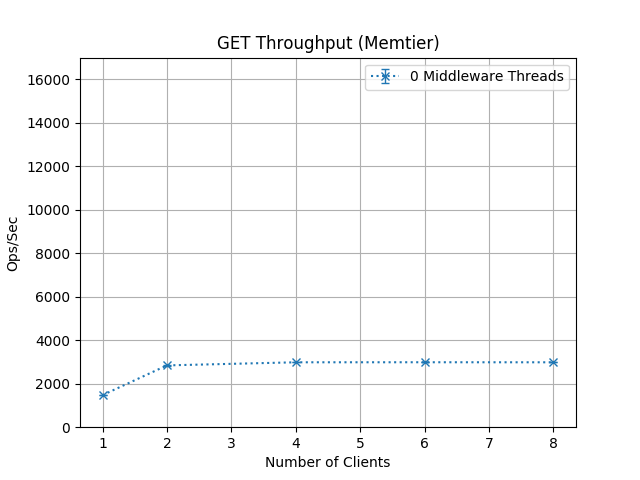 GET Throughput (Memtier)
0 Middleware Threads
16000
14000
12000
10000
8000
6000
4000
2000
0
Ops/Sec
1 2 3 4 5 6 7 8
Number of Clients